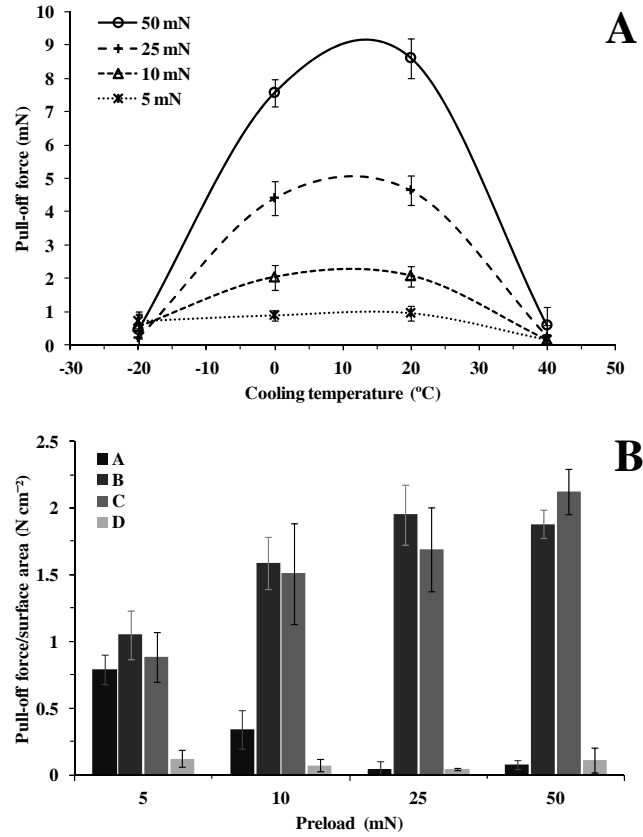 A
50 mN
25 mN
10 mN
5 mN
Pull-off force (mN)
10
9
8
7
6
5
4
3
2
1
0
-30 -20 -10 0 10 20 30 40 50
Cooling temperature (ºC)
B
A
B
C
D
Pull-off force/surface area (N cm⁻²)
2.5
2
1.5
1
0.5
0
5 10 25 50
Preload (mN)